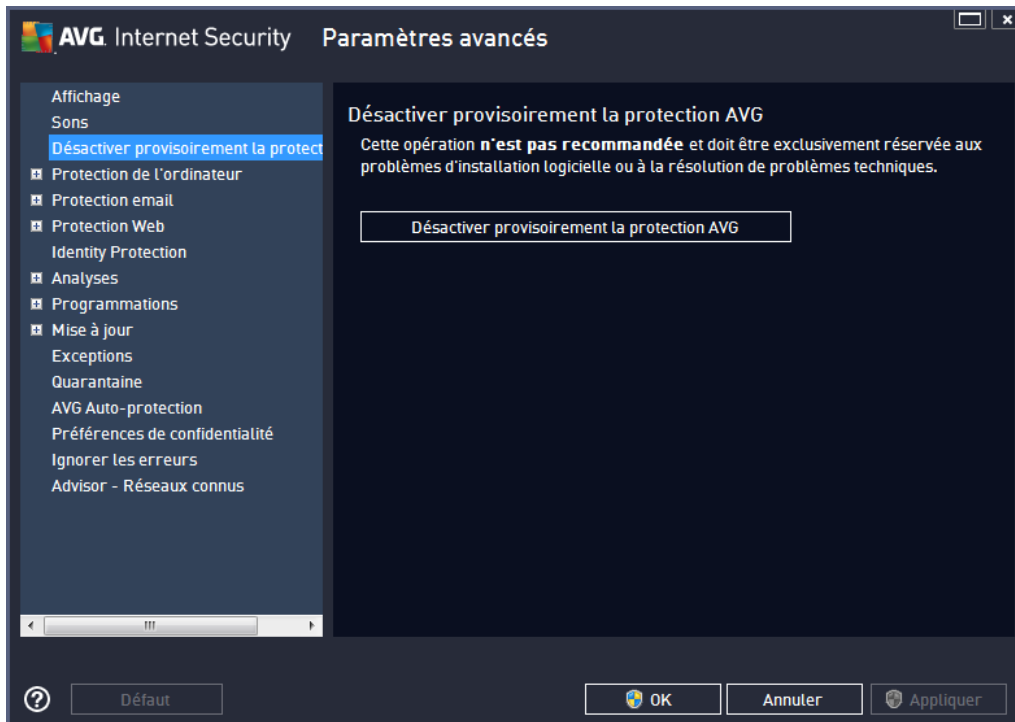 AVG. Internet Security Paramètres avancés
Affichage
Sons
Désactiver provisoirement la protect
Protection de l'ordinateur
Protection email
Protection Web
Identity Protection
Analyses
Programmations
Mise à jour
Exceptions
Quarantaine
AVG Auto-protection
Préférences de confidentialité
Ignorer les erreurs
Advisor - Réseaux connus
Désactiver provisoirement la protection AVG
Cette opération n'est pas recommandée et doit être exclusivement réservée aux
problèmes d'installation logicielle ou à la résolution de problèmes techniques.
Désactiver provisoirement la protection AVG
Défaut
OK
Annuler
Appliquer